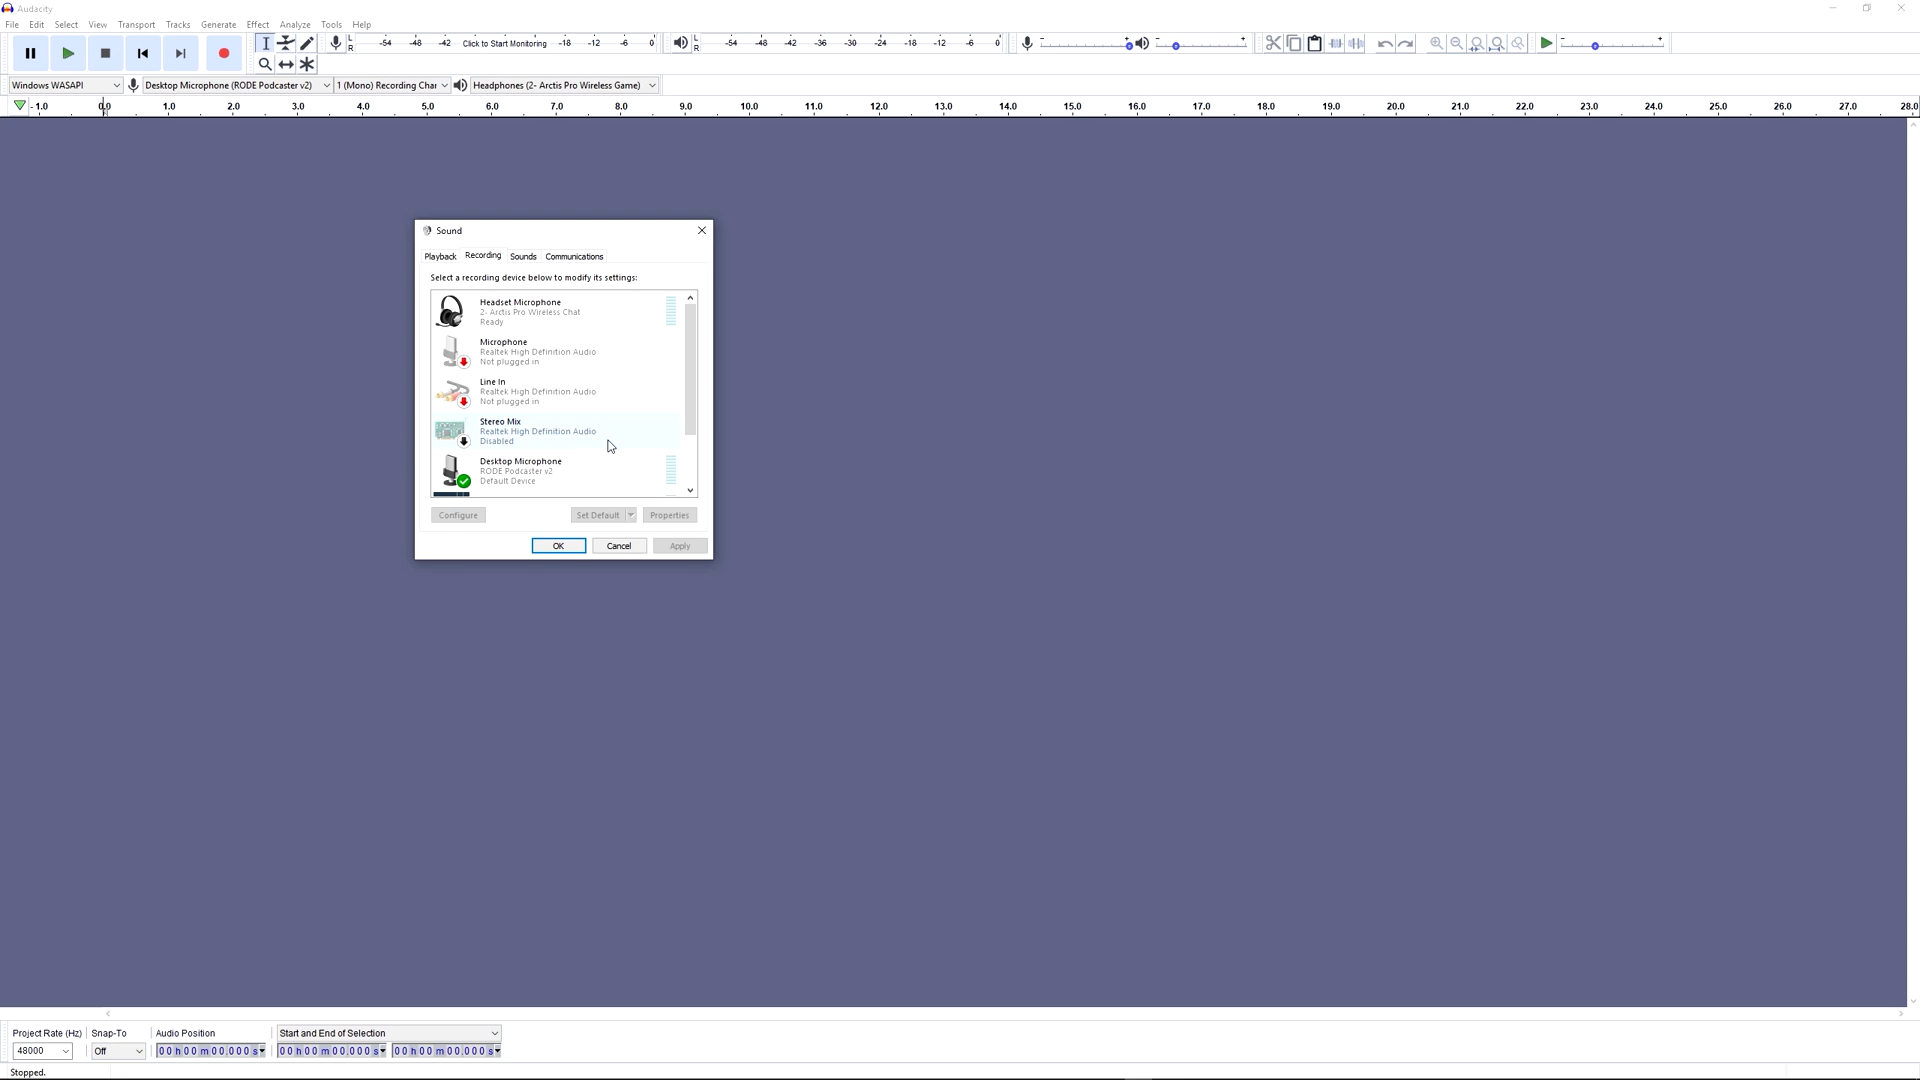 Audacity
File Edit Select View Transport Tracks Generate Effect Analyze Tools Help
L
R
-54 -48 -42 Click to Start Monitoring -18 -12 -6 0
L
R
-54 -48 -42 -36 -30 -24 -18 -12 -6 0
Windows WASAPI Desktop Microphone (RODE Podcaster v2) 1 (Mono) Recording Char Headphones (2- Arctis Pro Wireless Game)
-1.0 0.0 1.0 2.0 3.0 4.0 5.0 6.0 7.0 8.0 9.0 10.0 11.0 12.0 13.0 14.0 15.0 16.0 17.0 18.0 19.0 20.0 21.0 22.0 23.0 24.0 25.0 26.0 27.0 28.0
Sound
Playback Recording Sounds Communications
Select a recording device below to modify its settings:
Headset Microphone
2- Arctis Pro Wireless Chat
Ready
Microphone
Realtek High Definition Audio
Not plugged in
Line In
Realtek High Definition Audio
Not plugged in
Stereo Mix
Realtek High Definition Audio
Disabled
Desktop Microphone
RODE Podcaster v2
Default Device
Configure Set Default Properties
OK Cancel Apply
Project Rate (Hz) Snap-To Audio Position Start and End of Selection
48000 Off 00 h 00 m 00.000 s 00 h 00 m 00.000 s 00 h 00 m 00.000 s
Stopped.